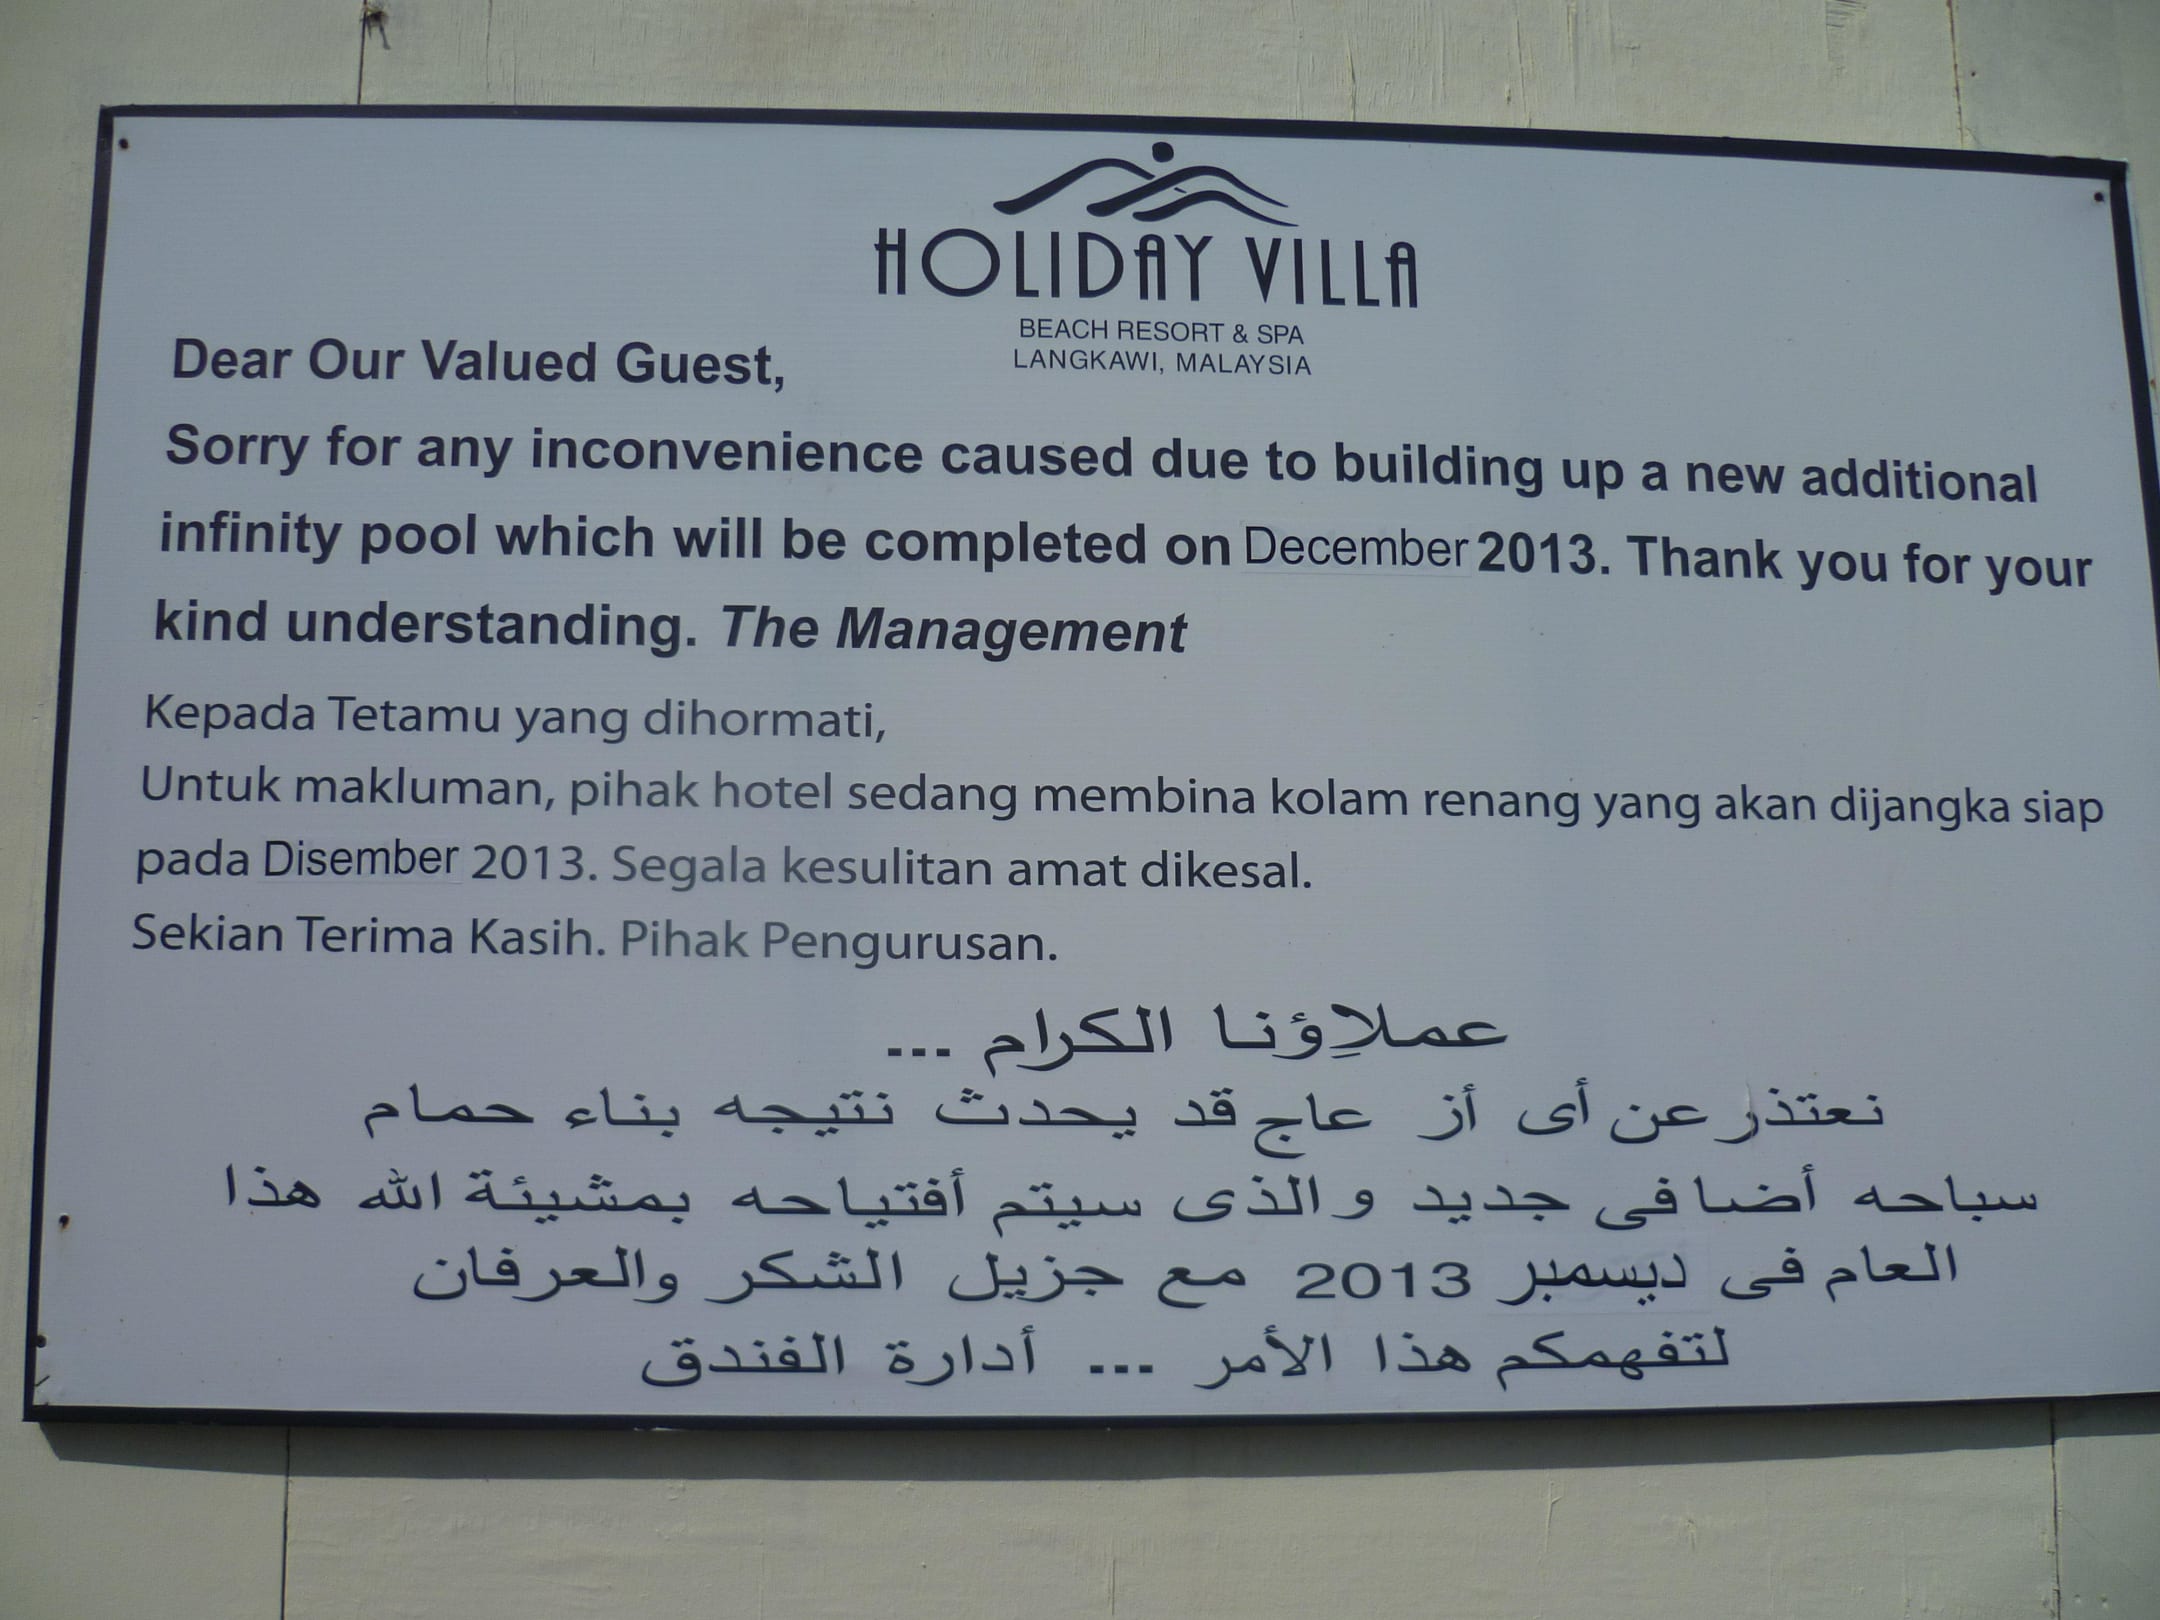 HOLIDAY VILLA
BEACH RESORT & SPA
LANGKAWI, MALAYSIA
Dear Our Valued Guest,
Sorry for any inconvenience caused due to building up a new additional
infinity pool which will be completed on December 2013. Thank you for your
kind understanding. The Management
Kepada Tetamu yang dihormati,
Untuk makluman, pihak hotel sedang membina kolam renang yang akan dijangka siap
pada Disember 2013. Segala kesulitan amat dikesal.
Sekian Terima Kasih. Pihak Pengurusan.
عملاِؤنا الكرام ...
نعتذر عن أى أز عاج قد يحدث نتيجه بناء حمام
سباحه أضافى جديد والذى سيتم أفتياحه بمشيئة الله هذا
العام فى ديسمبر 2013 مع جزيل الشكر والعرفان
لتفهمكم هذا الأمر ... أدارة الفندق